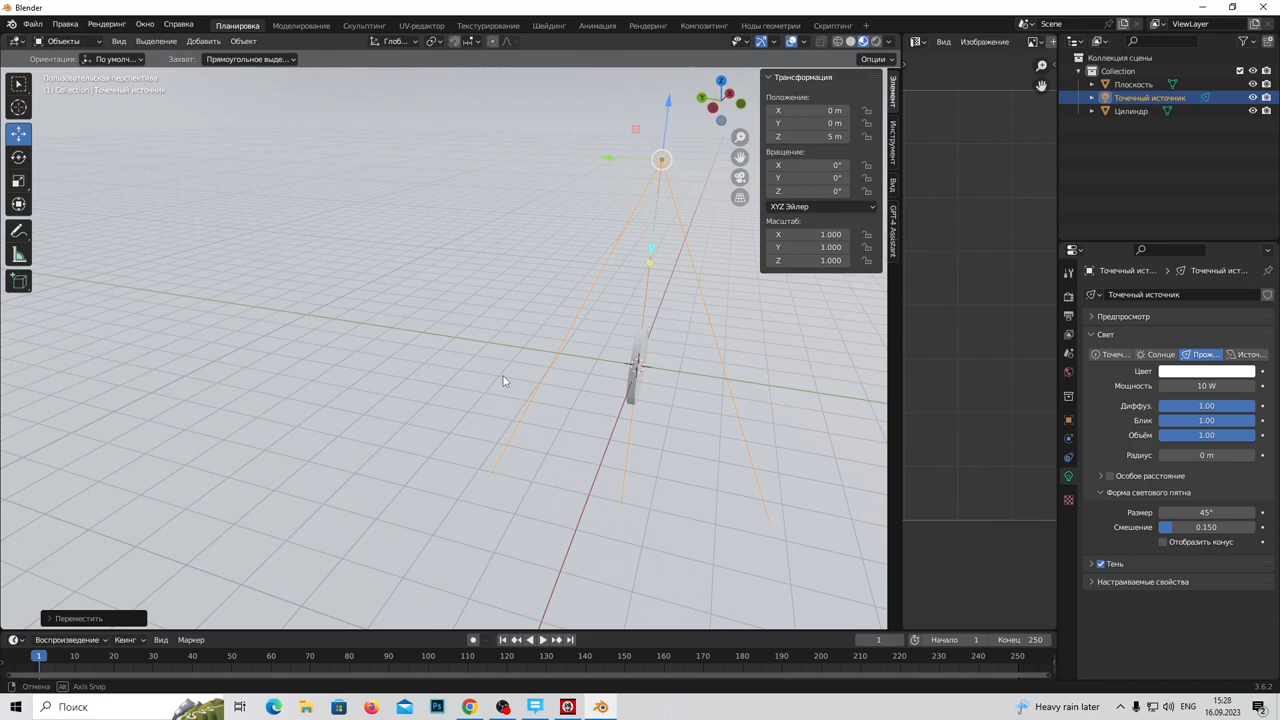 Blender
Файл Правка Рендеринг Окно Справка
Планировка Моделирование Скульптинг UV-редактор Текстурирование Шейдинг Анимация Рендеринг Композитинг Ноды геометрии Скриптинг
Scene ViewLayer
Объекты Вид Выделение Добавить Объект Глоб...
Вид Изображение
Ориентация: По умолч... Захват: Прямоугольное выде...
Опции
Пользовательская перспектива
(1) Collection | Точечный источник
Z
Y
X
Трансформация
Положение:
X 0 m
Y 0 m
Z 5 m
Вращение:
X 0°
Y 0°
Z 0°
XYZ Эйлер
Масштаб:
X 1.000
Y 1.000
Z 1.000
Элемент
Инструмент
Вид
GPT-4 Assistant
Коллекция сцены
Collection
Плоскость
Точечный источник
Цилиндр
Точечный ист... Точечный ист...
Точечный источник
Предпросмотр
Свет
Точеч... Солнце Прож... Источ...
Цвет
Мощность 10 W
Диффуз. 1.00
Блик 1.00
Объём 1.00
Радиус 0 m
Особое расстояние
Форма светового пятна
Размер 45°
Смешение 0.150
Отобразить конус
Тень
Настраиваемые свойства
Переместить
Воспроизведение Кеинг Вид Маркер
1 Начало 1 Конец 250
1 10 20 30 40 50 60 70 80 90 100 110 120 130 140 150 160 170 180 190 200 210 220 230 240 250
Отмена Alt Axis Snap
3.6.2
Поиск
Ps
Heavy rain later
Eng
15:28
16.09.2023
2